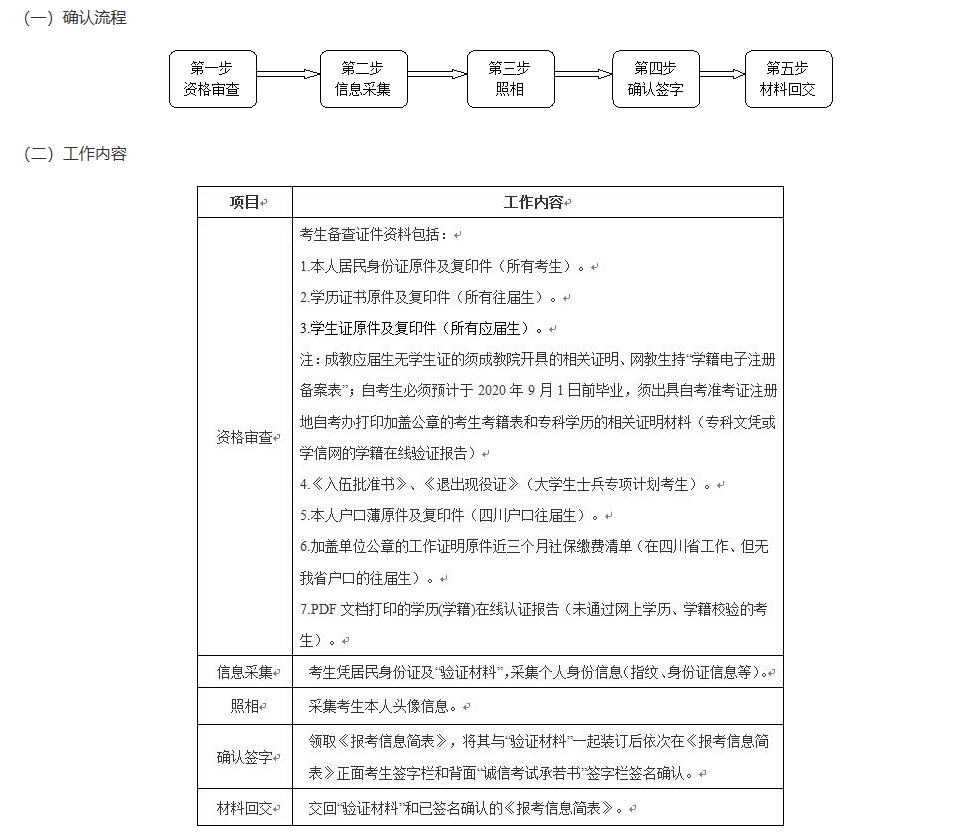 （一）确认流程
第一步
资格审查
第二步
信息采集
第三步
照相
第四步
确认签字
第五步
材料回交
（二）工作内容
项目
工作内容
资格审查
考生备查证件资料包括：
1.本人居民身份证原件及复印件（所有考生）。
2.学历证书原件及复印件（所有往届生）。
3.学生证原件及复印件（所有应届生）。
注：成教应届生无学生证的须成教院开具的相关证明、网教生持“学籍电子注册
备案表”；自考生必须预计于 2020 年 9 月 1 日前毕业，须出具自考准考证注册
地自考办打印加盖公章的考生考籍表和专科学历的相关证明材料（专科文凭或
学信网的学籍在线验证报告）
4.《入伍批准书》、《退出现役证》（大学生士兵专项计划考生）。
5.本人户口薄原件及复印件（四川户口往届生）。
6.加盖单位公章的工作证明原件近三个月社保缴费清单（在四川省工作、但无
我省户口的往届生）。
7.PDF 文档打印的学历(学籍)在线认证报告（未通过网上学历、学籍校验的考
生）。
信息采集
考生凭居民身份证及“验证材料”，采集个人身份信息（指纹、身份证信息等）。
照相
采集考生本人头像信息。
确认签字
领取《报考信息简表》，将其与“验证材料”一起装订后依次在《报考信息简
表》正面考生签字栏和背面“诚信考试承若书”签字栏签名确认。
材料回交
交回“验证材料”和已签名确认的《报考信息简表》。